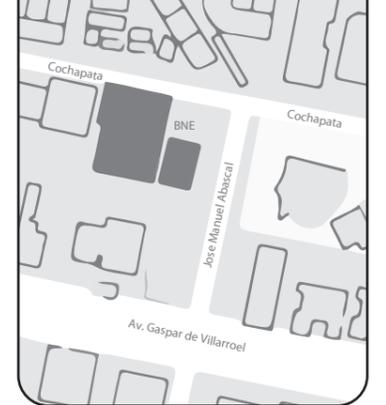 Cochapata
BNE
Cochapata
Jose Manuel Abascal
Av. Gaspar de Villarroel